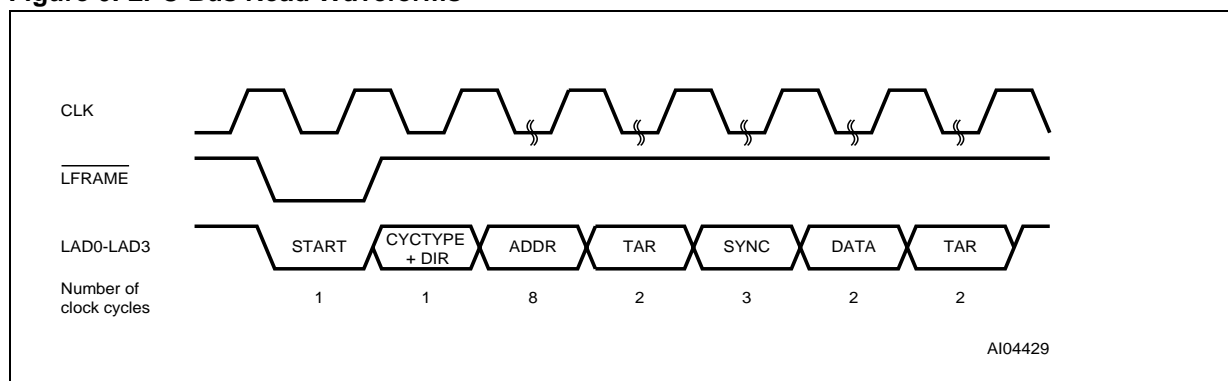 CLK
LFRAME
LAD0-LAD3
START
CYCTYPE
+ DIR
ADDR
TAR
SYNC
DATA
TAR
Number of
clock cycles
1
1
8
2
3
2
2
AI04429